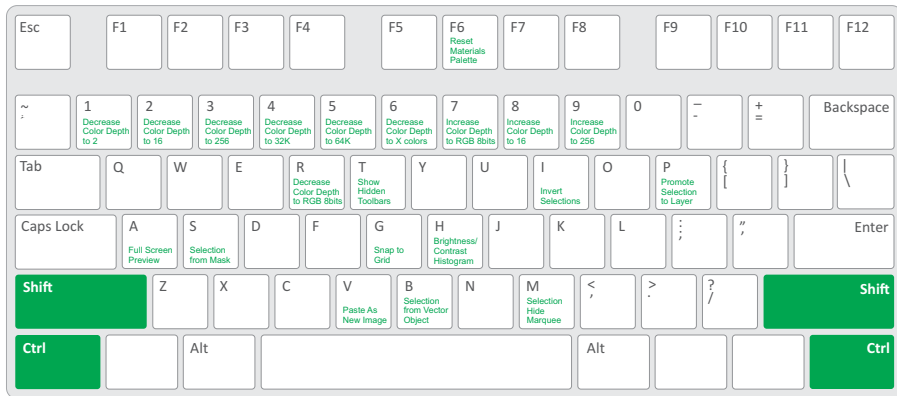 Esc F1 F2 F3 F4 F5 F6 F7 F8 F9 F10 F11 F12
Reset
Materials
Palette
~ 1 2 3 4 5 6 7 8 9 0 – + Backspace
; - =
Decrease Decrease Decrease Decrease Decrease Decrease Increase Increase Increase
Color Depth Color Depth Color Depth Color Depth Color Depth Color Depth Color Depth Color Depth Color Depth
to 2 to 16 to 256 to 32K to 64K to X colors to RGB 8bits to 16 to 256
Tab Q W E R T Y U I O P { } |
[ ] \
Decrease Show Promote
Color Depth Hidden Invert Selection
to RGB 8bits Toolbars Selections to Layer
Caps Lock A S D F G H J K L : ” Enter
; ,
Brightness/
Full Screen Selection Snap to Contrast
Preview from Mask Grid Histogram
Shift Z X C V B N M < > ? Shift
, . /
Selection Selection
Paste As from Vector Hide
New Image Object Marquee
Ctrl Alt Alt Ctrl